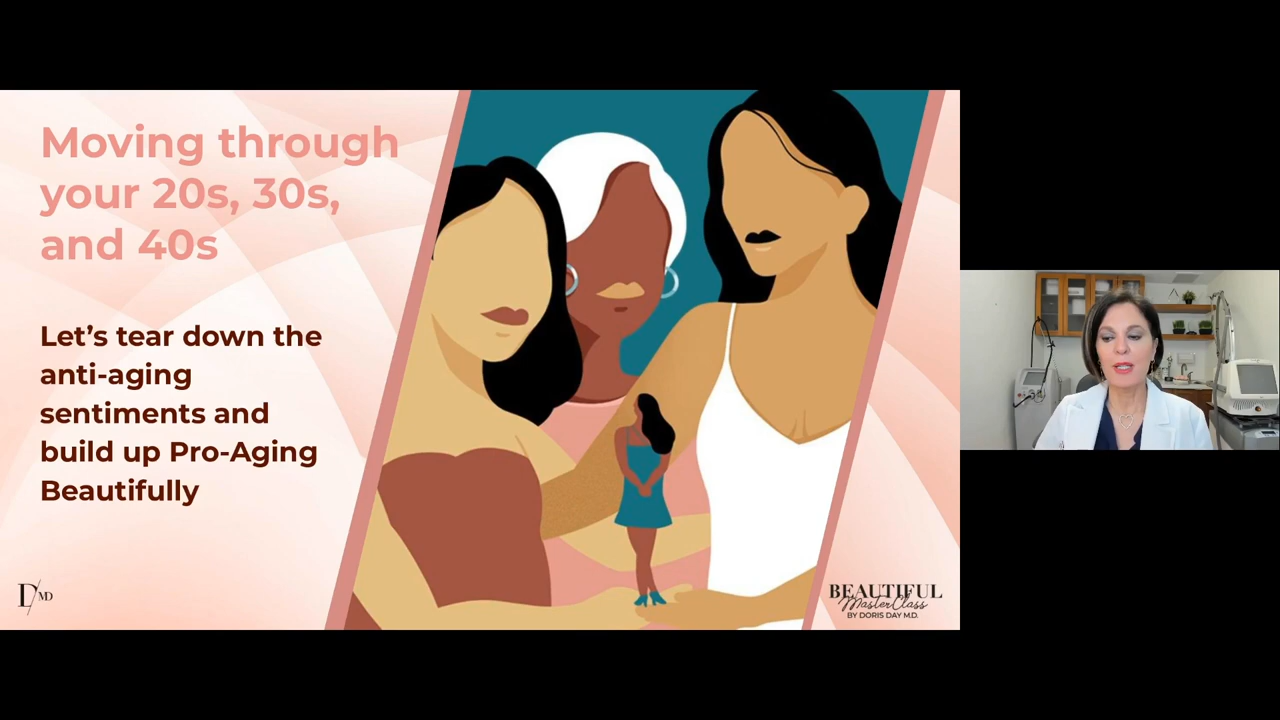 Moving through
your 20s, 30s,
and 40s
Let’s tear down the
anti-aging
sentiments and
build up Pro-Aging
Beautifully
D/MD
BEAUTIFUL
MasterClass
BY DORIS DAY M.D.